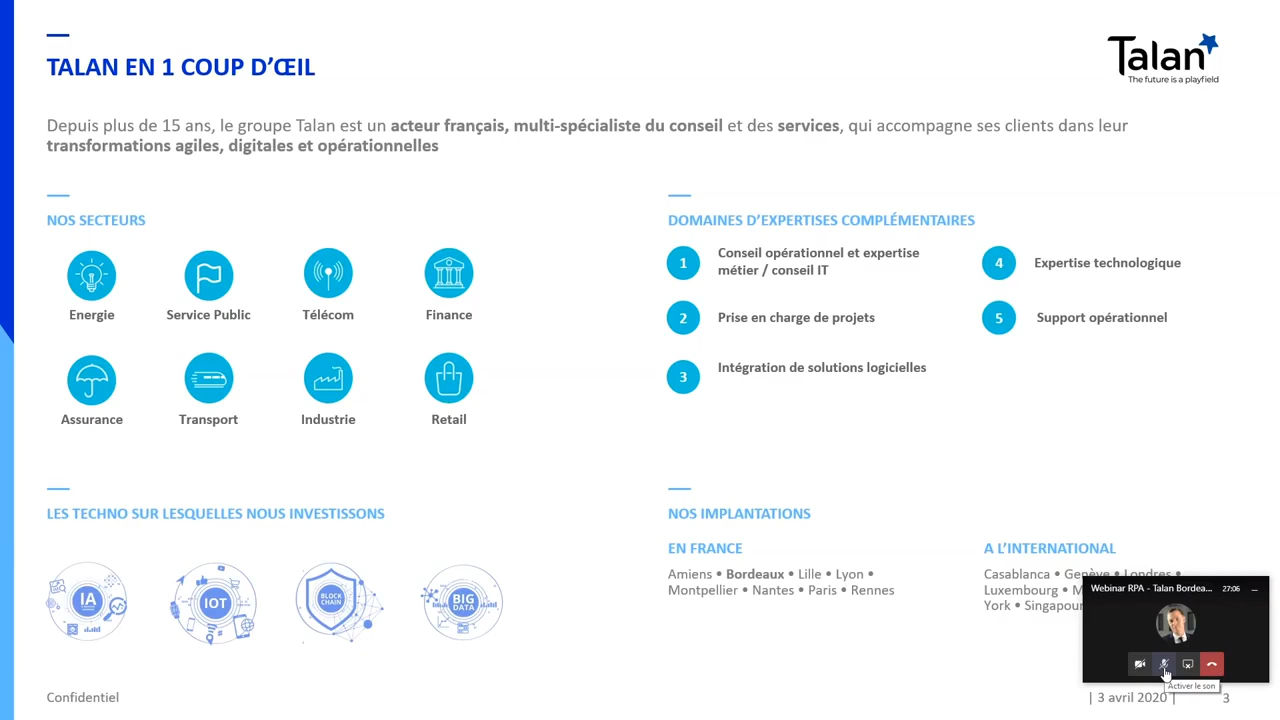 TALAN EN 1 COUP D'ŒIL
Talan
The future is a playfield
Depuis plus de 15 ans, le groupe Talan est un acteur français, multi-spécialiste du conseil et des services, qui accompagne ses clients dans leur
transformations agiles, digitales et opérationnelles
NOS SECTEURS
Energie
Service Public
Télécom
Finance
Assurance
Transport
Industrie
Retail
DOMAINES D'EXPERTISES COMPLÉMENTAIRES
1
Conseil opérationnel et expertise
métier / conseil IT
2
Prise en charge de projets
3
Intégration de solutions logicielles
4
Expertise technologique
5
Support opérationnel
LES TECHNO SUR LESQUELLES NOUS INVESTISSONS
IA
IOT
BLOCK
CHAIN
BIG
DATA
NOS IMPLANTATIONS
EN FRANCE
Amiens • Bordeaux • Lille • Lyon •
Montpellier • Nantes • Paris • Rennes
A L'INTERNATIONAL
Casablanca • Genève • Londres •
Luxembourg •
York • Singapour
Webinar RPA - Talan Bordea... 27:06
Activer le son
Confidentiel
| 3 avril 2020 |
3